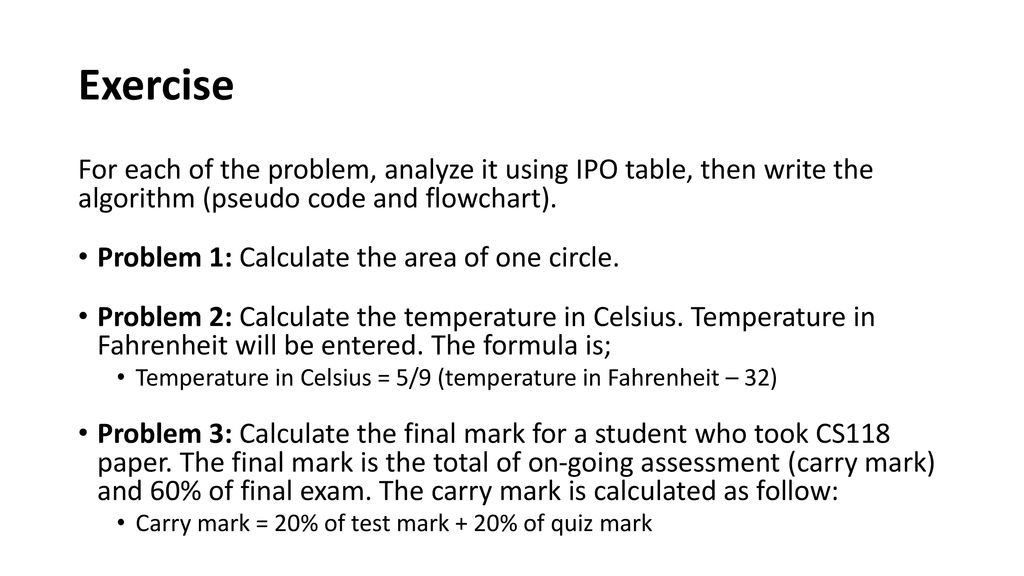 Exercise
For each of the problem, analyze it using IPO table, then write the
algorithm (pseudo code and flowchart).
• Problem 1: Calculate the area of one circle.
• Problem 2: Calculate the temperature in Celsius. Temperature in
Fahrenheit will be entered. The formula is;
• Temperature in Celsius = 5/9 (temperature in Fahrenheit – 32)
• Problem 3: Calculate the final mark for a student who took CS118
paper. The final mark is the total of on-going assessment (carry mark)
and 60% of final exam. The carry mark is calculated as follow:
• Carry mark = 20% of test mark + 20% of quiz mark